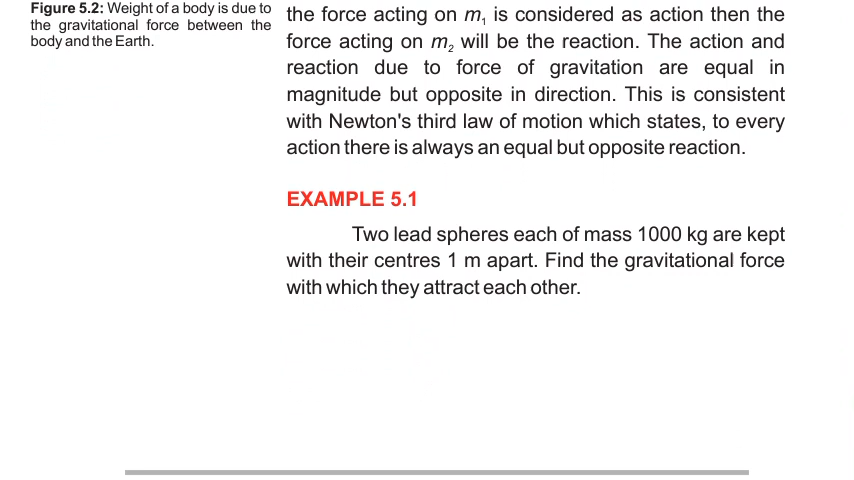 Figure 5.2: Weight of a body is due to
the gravitational force between the
body and the Earth.
the force acting on m₁ is considered as action then the
force acting on m₂ will be the reaction. The action and
reaction due to force of gravitation are equal in
magnitude but opposite in direction. This is consistent
with Newton's third law of motion which states, to every
action there is always an equal but opposite reaction.
EXAMPLE 5.1
Two lead spheres each of mass 1000 kg are kept
with their centres 1 m apart. Find the gravitational force
with which they attract each other.